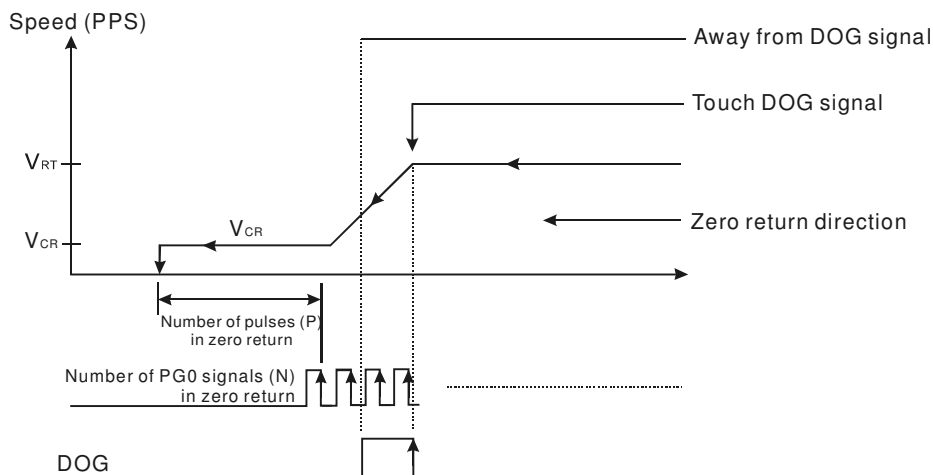 Speed (PPS)
Away from DOG signal
Touch DOG signal
VRT
VCR
Zero return direction
VCR
Number of pulses (P)
in zero return
Number of PG0 signals (N)
in zero return
DOG